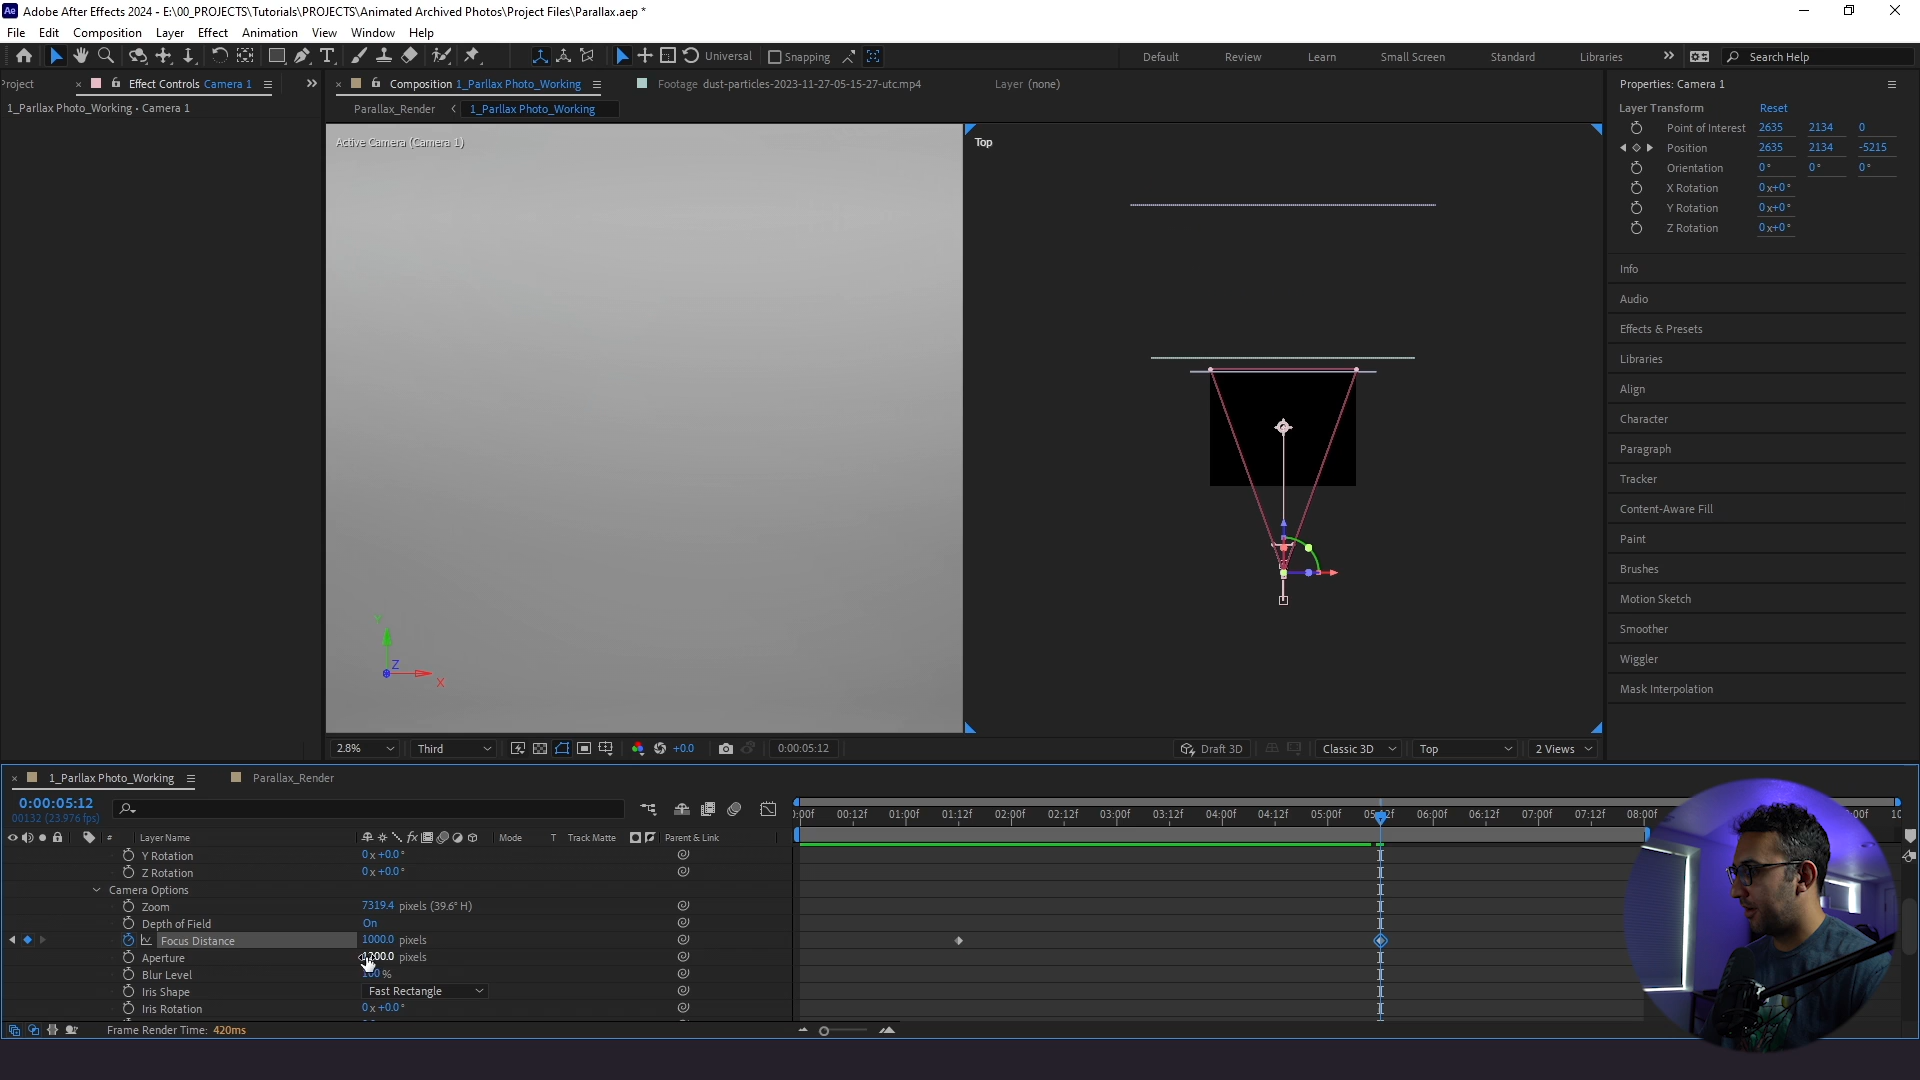 Ae Adobe After Effects 2024 - E:\00_PROJECTS\Tutorials\PROJECTS\Animated Archived Photos\Project Files\Parallax.aep *
File Edit Composition Layer Effect Animation View Window Help
Universal Snapping Default Review Learn Small Screen Standard Libraries Search Help
Project Effect Controls Camera 1 Composition 1_Parllax Photo_Working Footage dust-particles-2023-11-27-05-15-27-utc.mp4 Layer (none) Properties: Camera 1
1_Parllax Photo_Working • Camera 1 Parallax_Render 1_Parllax Photo_Working Layer Transform Reset
Point of Interest 2635 2134 0
Active Camera (Camera 1) Top Position 2635 2134 -5215
Orientation 0° 0° 0°
X Rotation 0x+0°
Y Rotation 0x+0°
Z Rotation 0x+0°
Info
Audio
Effects & Presets
Libraries
Align
Character
Paragraph
Tracker
Content-Aware Fill
Paint
Brushes
Motion Sketch
Smoother
Wiggler
Mask Interpolation
Y
Z
X
2.8% Third +0.0 0:00:05:12 Draft 3D Classic 3D Top 2 Views
1_Parllax Photo_Working Parallax_Render
0:00:05:12
00132 (23.976 fps)
:00f 00:12f 01:00f 01:12f 02:00f 02:12f 03:00f 03:12f 04:00f 04:12f 05:00f 06:00f 06:12f 07:00f 07:12f 08:00f
# Layer Name Mode T Track Matte Parent & Link
Y Rotation 0x+0.0°
Z Rotation 0x+0.0°
Camera Options
Zoom 7319.4 pixels (39.6° H)
Depth of Field On
Focus Distance 1000.0 pixels
Aperture pixels
Blur Level %
Iris Shape Fast Rectangle
Iris Rotation 0x+0.0°
Frame Render Time: 420ms